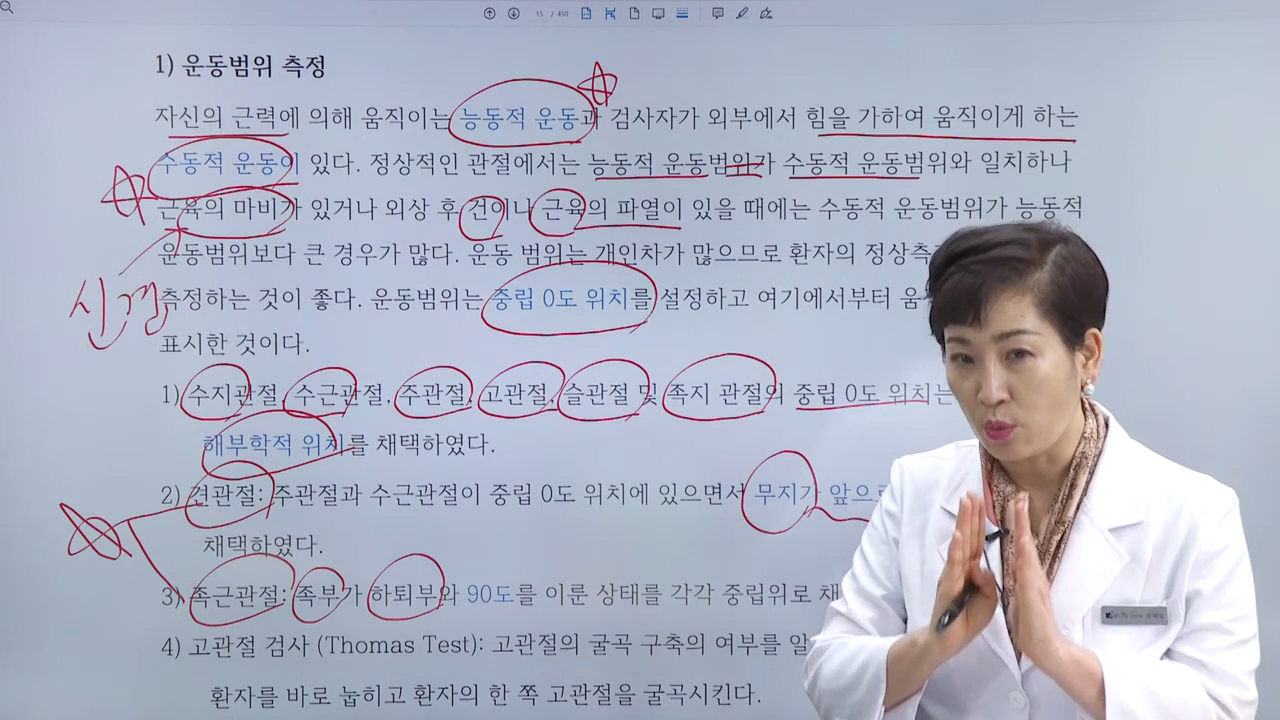 15 / 450
1) 운동범위 측정
자신의 근력에 의해 움직이는 능동적 운동과 검사자가 외부에서 힘을 가하여 움직이게 하는
수동적 운동이 있다. 정상적인 관절에서는 능동적 운동범위가 수동적 운동범위와 일치하나
근육의 마비가 있거나 외상 후 건이나 근육의 파열이 있을 때에는 수동적 운동범위가 능동적
운동범위보다 큰 경우가 많다. 운동 범위는 개인차가 많으므로 환자의 정상측
신경
측정하는 것이 좋다. 운동범위는 중립 0도 위치를 설정하고 여기에서부터
표시한 것이다.
1) 수지관절, 수근관절, 주관절, 고관절, 슬관절 및 족지 관절의 중립 0도 위치는
해부학적 위치를 채택하였다.
2) 견관절: 주관절과 수근관절이 중립 0도 위치에 있으면서 무지가 앞으로
채택하였다.
3) 족근관절: 족부가 하퇴부와 90도를 이룬 상태를 각각 중립위로
4) 고관절 검사 (Thomas Test): 고관절의 굴곡 구축의 여부를
환자를 바로 눕히고 환자의 한 쪽 고관절을 굴곡시킨다.